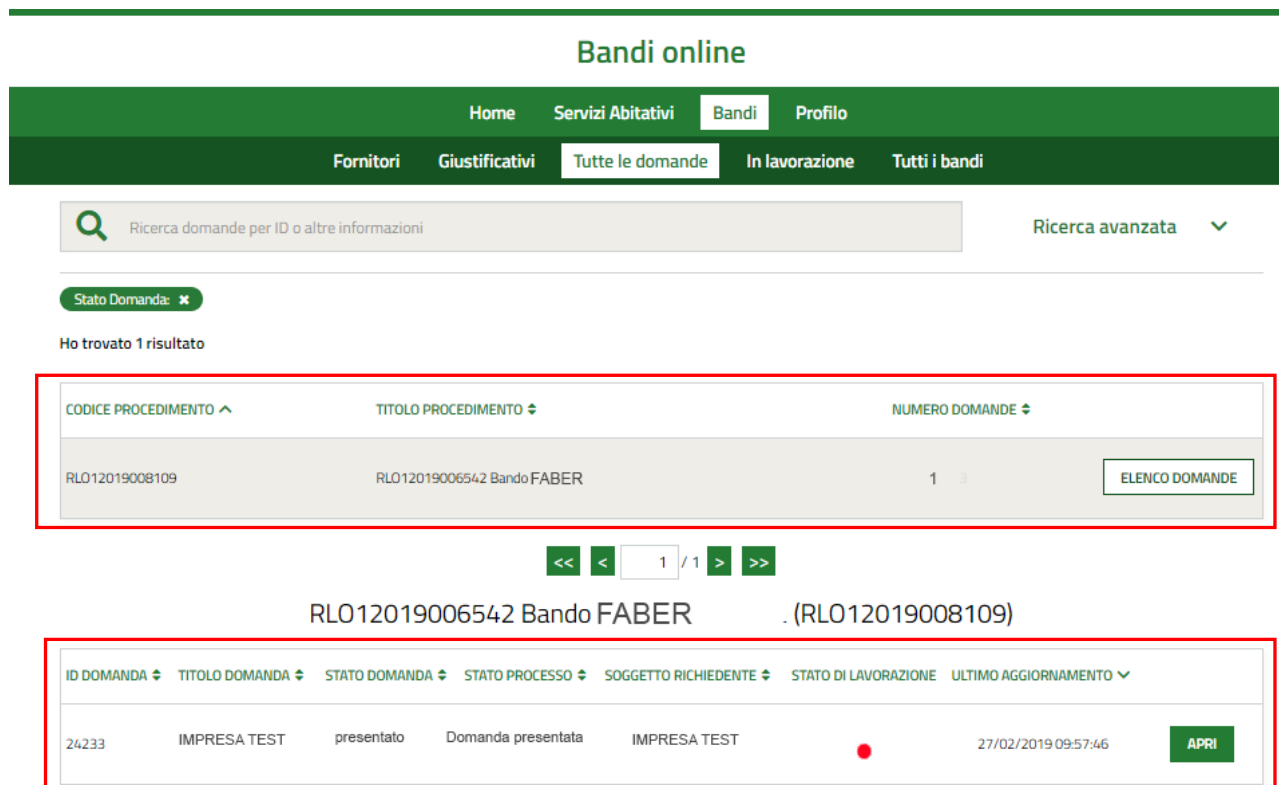 Bandi online
Home Servizi Abitativi Bandi Profilo
Fornitori Giustificativi Tutte le domande In lavorazione Tutti i bandi
Ricerca domande per ID o altre informazioni Ricerca avanzata
Stato Domanda: ✖
Ho trovato 1 risultato
CODICE PROCEDIMENTO TITOLO PROCEDIMENTO NUMERO DOMANDE
RLO12019008109 RLO12019006542 Bando FABER 1 3 ELENCO DOMANDE
<< < 1 / 1 > >>
RLO12019006542 Bando FABER . (RLO12019008109)
ID DOMANDA TITOLO DOMANDA STATO DOMANDA STATO PROCESSO SOGGETTO RICHIEDENTE STATO DI LAVORAZIONE ULTIMO AGGIORNAMENTO
24233 IMPRESA TEST presentato Domanda presentata IMPRESA TEST 27/02/2019 09:57:46 APRI